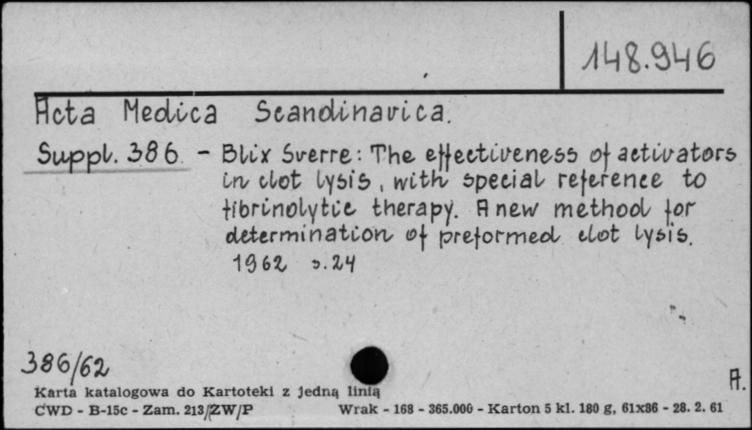 148.946
Acta Medica Scandinavica.
Suppl. 386 - Blix Sverre: The effectiveness of activators
in clot lysis, with special reference to
fibrinolytic therapy. A new method for
determination of preformed clot lysis.
1962 s.24
386/62
A.
Karta katalogowa do Kartoteki z jedną linią
CWD - B-15c - Zam. 213/ZW/P Wrak - 168 - 365.000 - Karton 5 kl. 180 g, 61x86 - 28. 2. 61